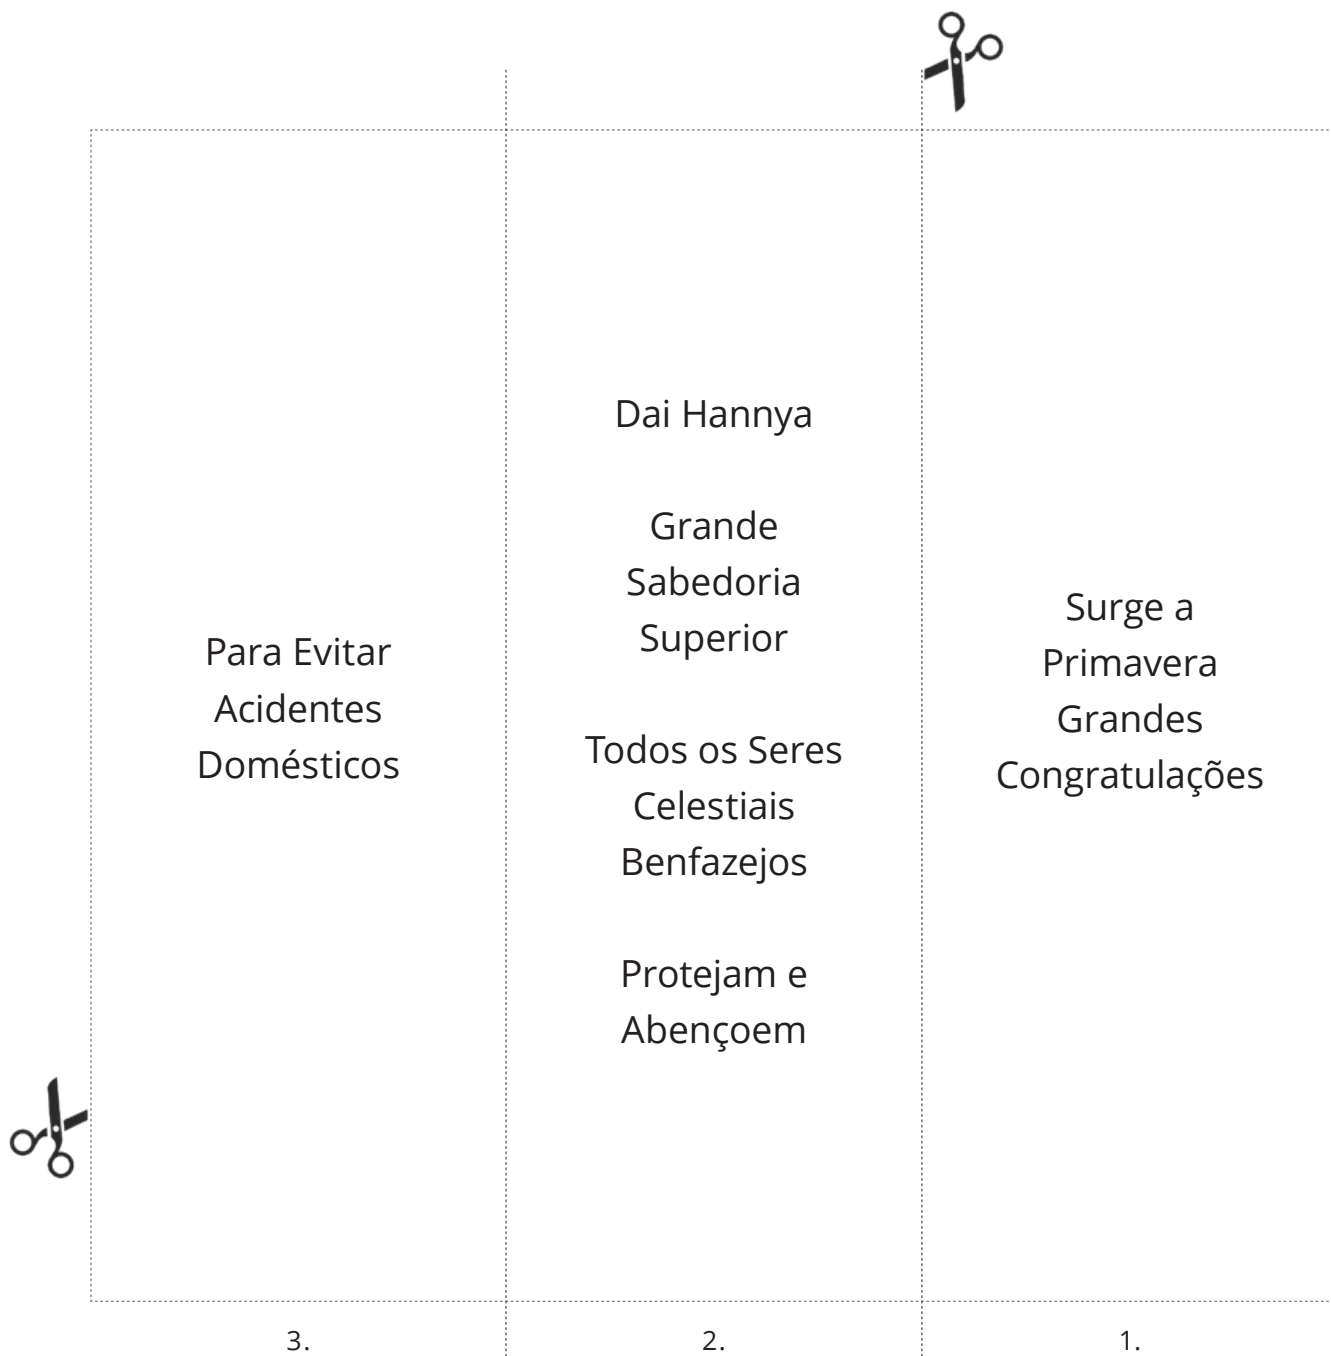 Para Evitar
Acidentes
Domésticos
3.
Dai Hannya
Grande
Sabedoria
Superior
Todos os Seres
Celestiais
Benfazejos
Protejam e
Abençoem
2.
Surge a
Primavera
Grandes
Congratulações
1.